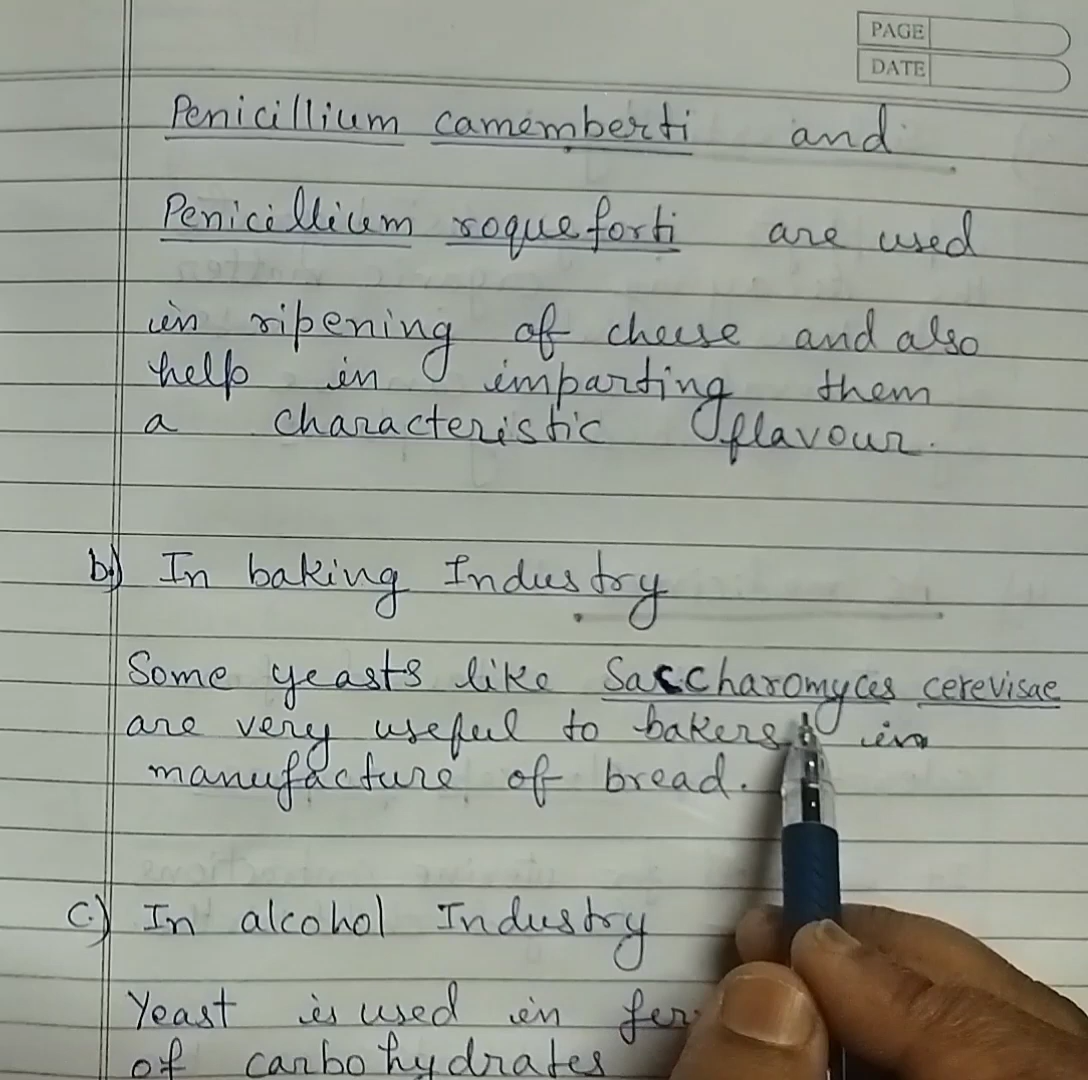 PAGE
DATE
Penicillium camemberti and
Penicillium roqueforti are used
in ripening of cheese and also
help in imparting them
a characteristic flavour.
b) In baking Industry
Some yeasts like Saccharomyces cerevisae
are very useful to bakers in
manufacture of bread.
c) In alcohol Industry
Yeast is used in fer
of carbohydrates